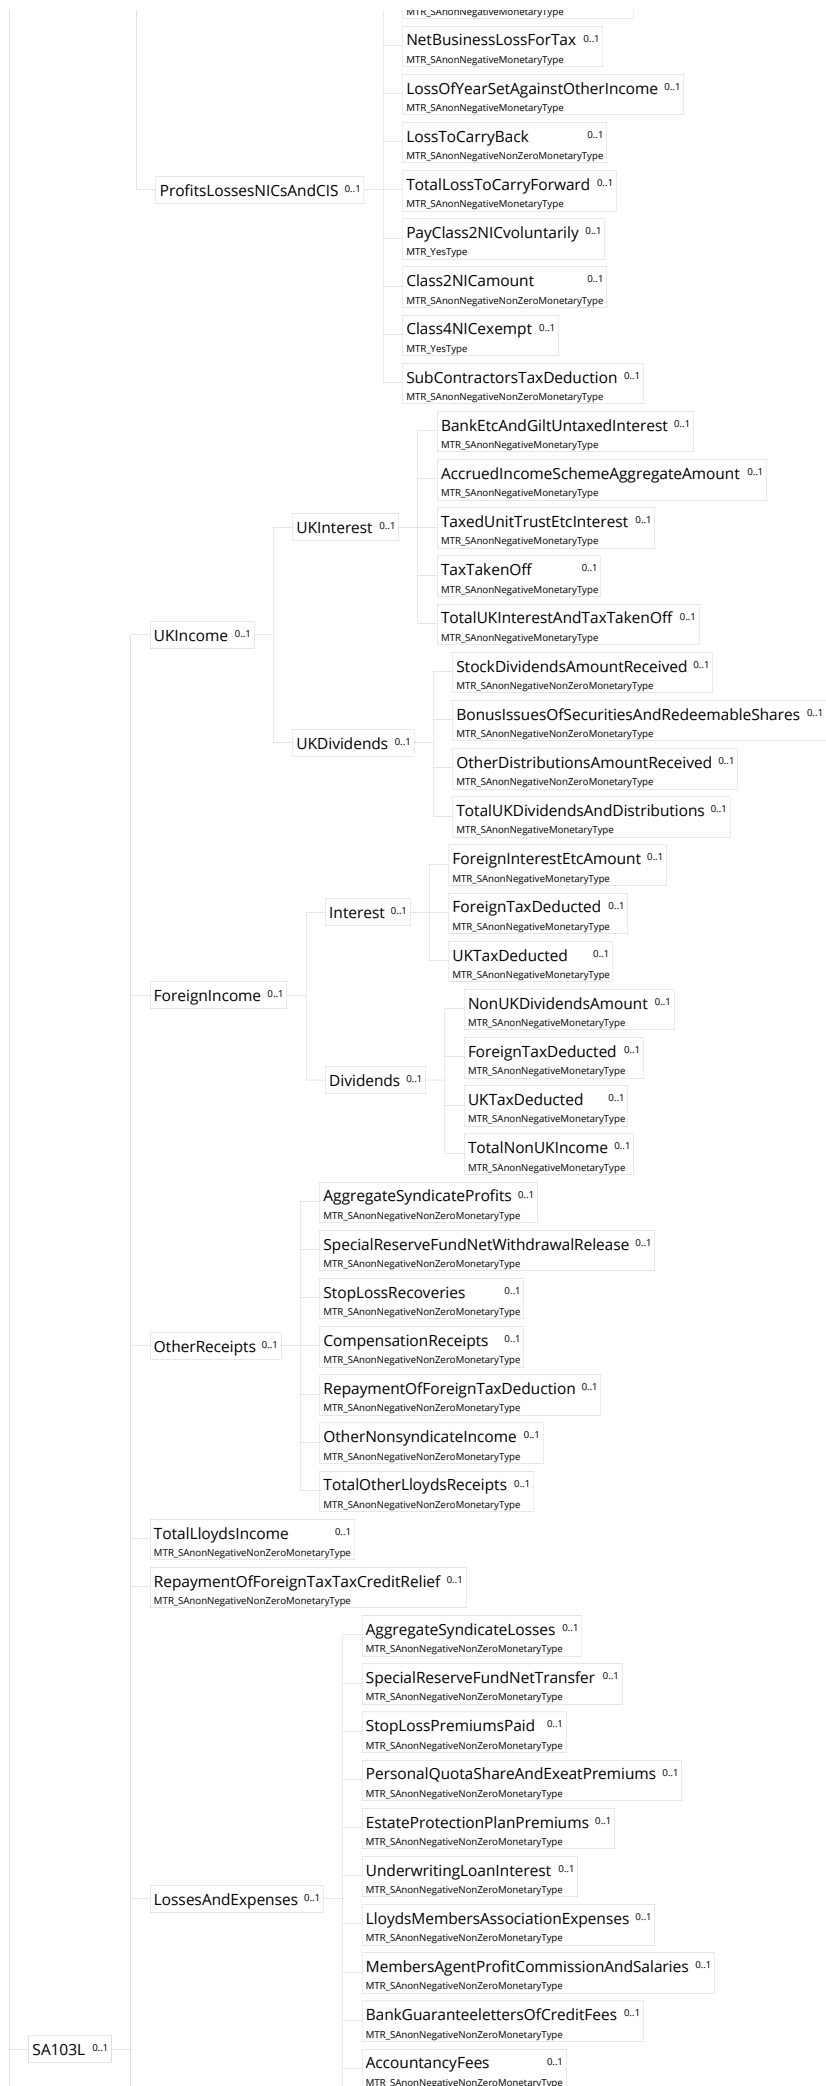 MTR_SAnonNegativeMonetaryType
NetBusinessLossForTax 0..1
MTR_SAnonNegativeMonetaryType
LossOfYearSetAgainstOtherIncome 0..1
MTR_SAnonNegativeMonetaryType
LossToCarryBack 0..1
MTR_SAnonNegativeNonZeroMonetaryType
ProfitsLossesNICsAndCIS 0..1
TotalLossToCarryForward 0..1
MTR_SAnonNegativeMonetaryType
PayClass2NICvoluntarily 0..1
MTR_YesType
Class2NICamount 0..1
MTR_SAnonNegativeNonZeroMonetaryType
Class4NICexempt 0..1
MTR_YesType
SubContractorsTaxDeduction 0..1
MTR_SAnonNegativeNonZeroMonetaryType
BankEtcAndGiltUntaxedInterest 0..1
MTR_SAnonNegativeMonetaryType
AccruedIncomeSchemeAggregateAmount 0..1
MTR_SAnonNegativeMonetaryType
UKInterest 0..1
TaxedUnitTrustEtcInterest 0..1
MTR_SAnonNegativeMonetaryType
TaxTakenOff 0..1
MTR_SAnonNegativeMonetaryType
TotalUKInterestAndTaxTakenOff 0..1
MTR_SAnonNegativeMonetaryType
UKIncome 0..1
StockDividendsAmountReceived 0..1
MTR_SAnonNegativeNonZeroMonetaryType
BonusIssuesOfSecuritiesAndRedeemableShares 0..1
MTR_SAnonNegativeNonZeroMonetaryType
UKDividends 0..1
OtherDistributionsAmountReceived 0..1
MTR_SAnonNegativeNonZeroMonetaryType
TotalUKDividendsAndDistributions 0..1
MTR_SAnonNegativeMonetaryType
ForeignInterestEtcAmount 0..1
MTR_SAnonNegativeMonetaryType
Interest 0..1
ForeignTaxDeducted 0..1
MTR_SAnonNegativeMonetaryType
UKTaxDeducted 0..1
MTR_SAnonNegativeMonetaryType
ForeignIncome 0..1
NonUKDividendsAmount 0..1
MTR_SAnonNegativeMonetaryType
ForeignTaxDeducted 0..1
MTR_SAnonNegativeMonetaryType
Dividends 0..1
UKTaxDeducted 0..1
MTR_SAnonNegativeMonetaryType
TotalNonUKIncome 0..1
MTR_SAnonNegativeMonetaryType
AggregateSyndicateProfits 0..1
MTR_SAnonNegativeNonZeroMonetaryType
SpecialReserveFundNetWithdrawalRelease 0..1
MTR_SAnonNegativeNonZeroMonetaryType
StopLossRecoveries 0..1
MTR_SAnonNegativeNonZeroMonetaryType
OtherReceipts 0..1
CompensationReceipts 0..1
MTR_SAnonNegativeNonZeroMonetaryType
RepaymentOfForeignTaxDeduction 0..1
MTR_SAnonNegativeNonZeroMonetaryType
OtherNonsyndicateIncome 0..1
MTR_SAnonNegativeNonZeroMonetaryType
TotalOtherLloydsReceipts 0..1
MTR_SAnonNegativeNonZeroMonetaryType
TotalLloydsIncome 0..1
MTR_SAnonNegativeNonZeroMonetaryType
RepaymentOfForeignTaxTaxCreditRelief 0..1
MTR_SAnonNegativeNonZeroMonetaryType
AggregateSyndicateLosses 0..1
MTR_SAnonNegativeNonZeroMonetaryType
SpecialReserveFundNetTransfer 0..1
MTR_SAnonNegativeNonZeroMonetaryType
StopLossPremiumsPaid 0..1
MTR_SAnonNegativeNonZeroMonetaryType
PersonalQuotaShareAndExeatPremiums 0..1
MTR_SAnonNegativeNonZeroMonetaryType
EstateProtectionPlanPremiums 0..1
MTR_SAnonNegativeNonZeroMonetaryType
UnderwritingLoanInterest 0..1
MTR_SAnonNegativeNonZeroMonetaryType
LossesAndExpenses 0..1
LloydsMembersAssociationExpenses 0..1
MTR_SAnonNegativeNonZeroMonetaryType
MembersAgentProfitCommissionAndSalaries 0..1
MTR_SAnonNegativeNonZeroMonetaryType
BankGuaranteelettersOfCreditFees 0..1
MTR_SAnonNegativeNonZeroMonetaryType
SA103L 0..1
AccountancyFees 0..1
MTR_SAnonNegativeNonZeroMonetaryType